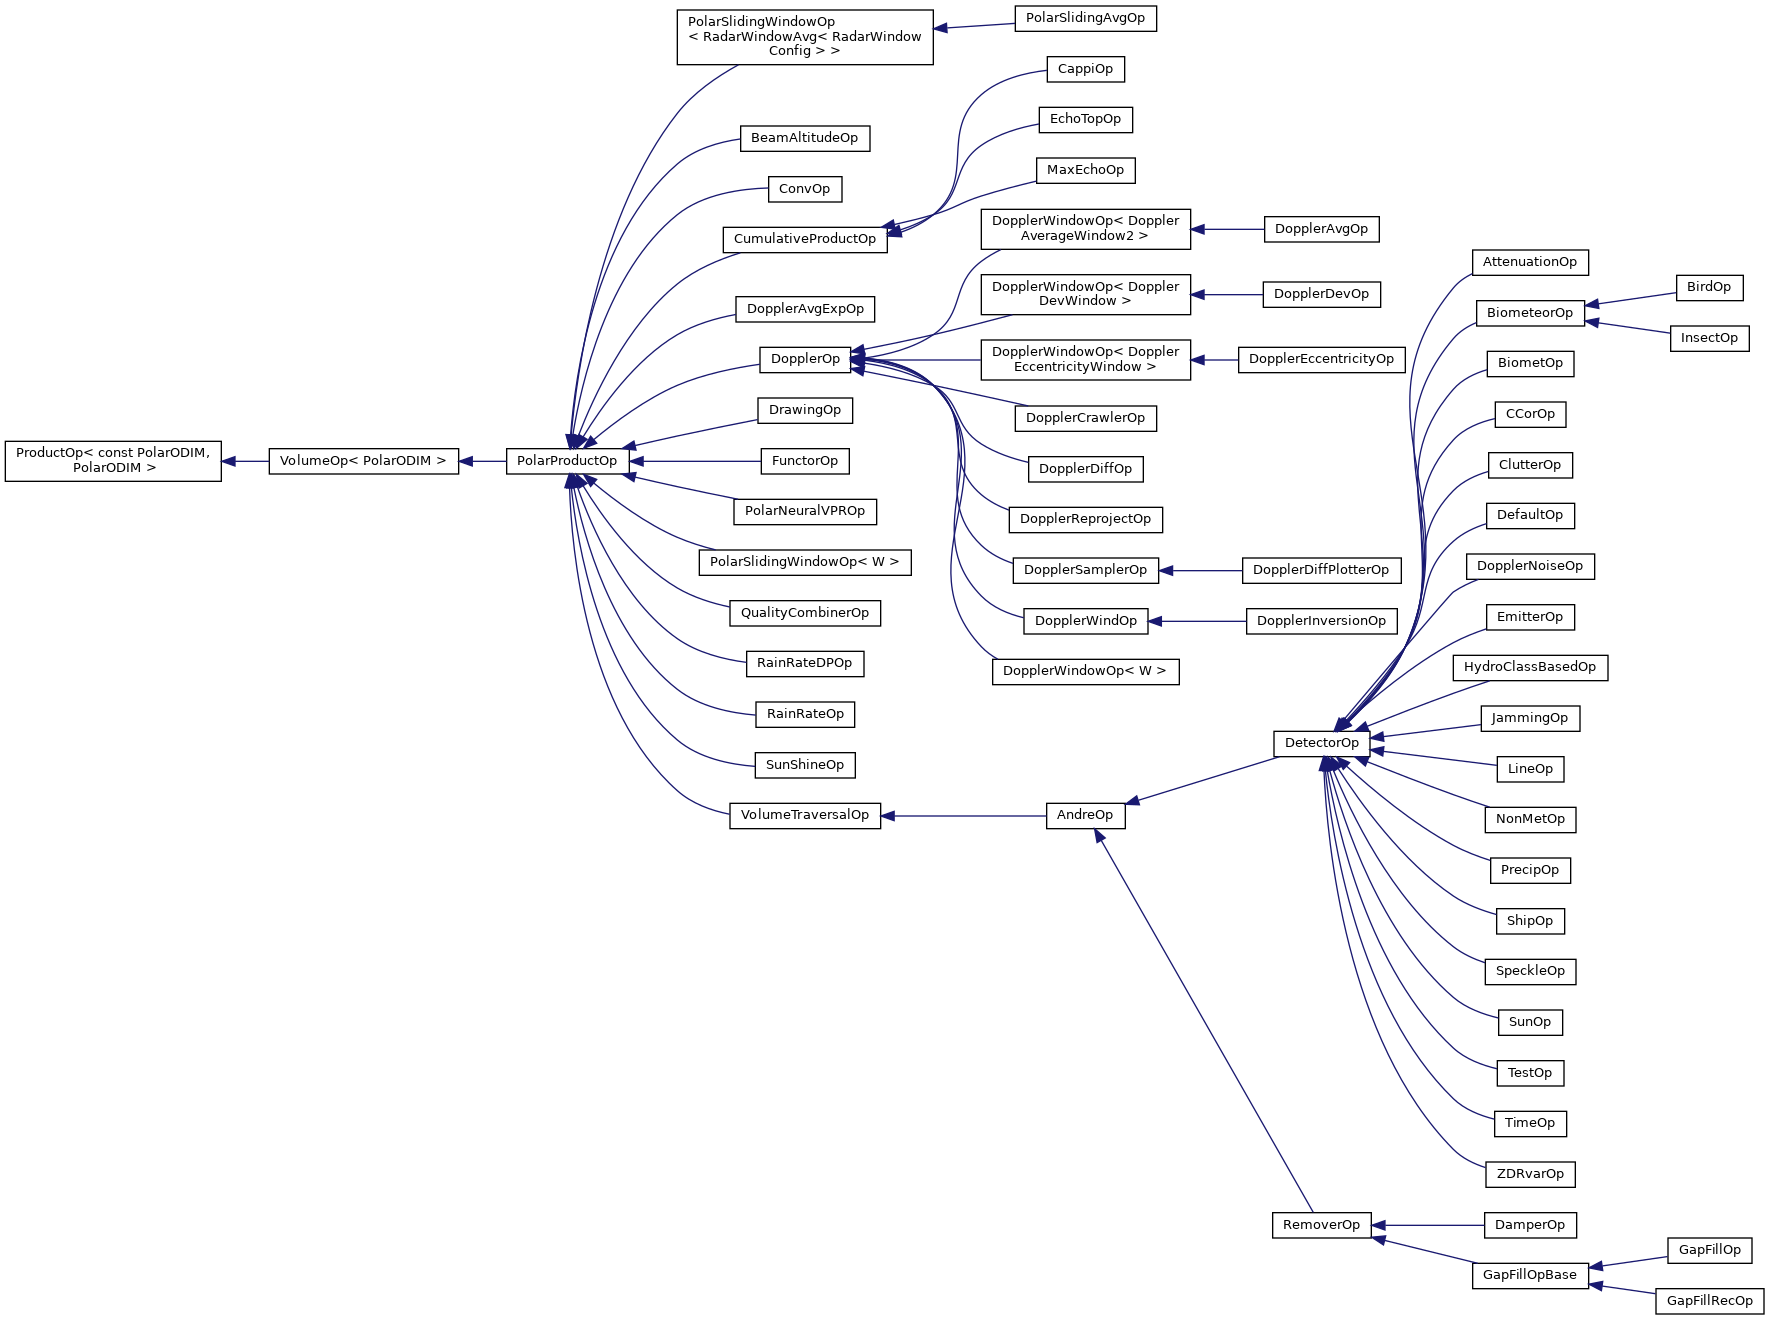 ProductOp< const PolarODIM,
PolarODIM >
VolumeOp< PolarODIM >
PolarProductOp
PolarSlidingWindowOp
< RadarWindowAvg< RadarWindow
Config > >
BeamAltitudeOp
ConvOp
CumulativeProductOp
DopplerAvgExpOp
DopplerOp
DrawingOp
FunctorOp
PolarNeuralVPROp
PolarSlidingWindowOp< W >
QualityCombinerOp
RainRateDPOp
RainRateOp
SunShineOp
VolumeTraversalOp
PolarSlidingAvgOp
CappiOp
EchoTopOp
MaxEchoOp
DopplerWindowOp< Doppler
AverageWindow2 >
DopplerWindowOp< Doppler
DevWindow >
DopplerWindowOp< Doppler
EccentricityWindow >
DopplerCrawlerOp
DopplerDiffOp
DopplerReprojectOp
DopplerSamplerOp
DopplerWindOp
DopplerWindowOp< W >
AndreOp
DopplerAvgOp
DopplerDevOp
DopplerEccentricityOp
DopplerDiffPlotterOp
DopplerInversionOp
DetectorOp
RemoverOp
AttenuationOp
BiometeorOp
BiometOp
CCorOp
ClutterOp
DefaultOp
DopplerNoiseOp
EmitterOp
HydroClassBasedOp
JammingOp
LineOp
NonMetOp
PrecipOp
ShipOp
SpeckleOp
SunOp
TestOp
TimeOp
ZDRvarOp
DamperOp
GapFillOpBase
BirdOp
InsectOp
GapFillOp
GapFillRecOp